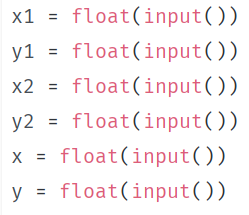 x1 = float(input())
y1 = float(input())
x2 = float(input())
y2 = float(input())
x = float(input())
y = float(input())